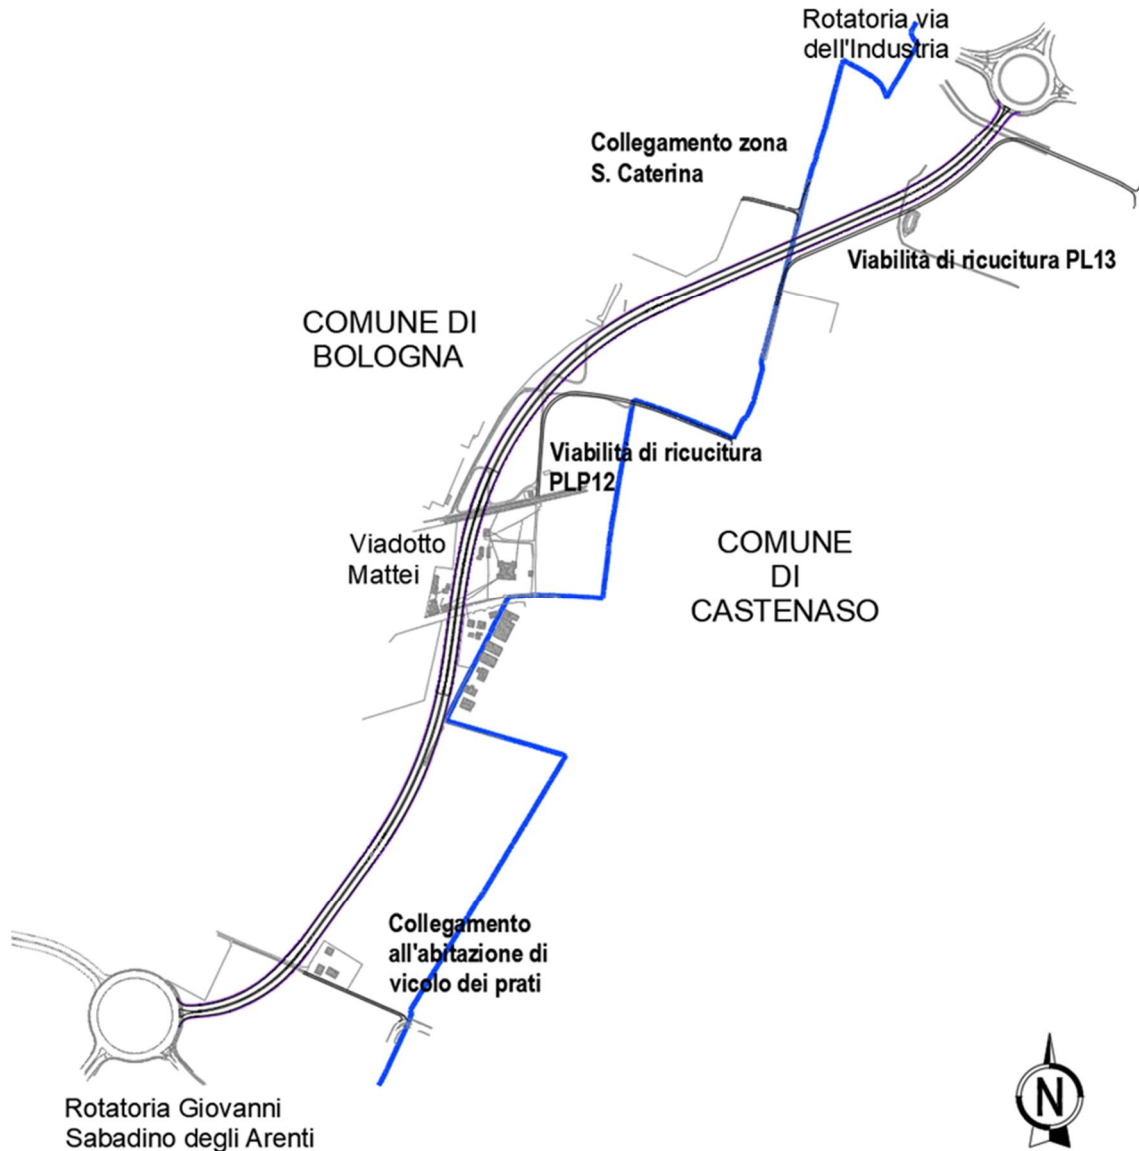 Rotatoria via
dell'Industria
Collegamento zona
S. Caterina
Viabilità di ricucitura PL13
COMUNE DI
BOLOGNA
Viabilità di ricucitura
PLP12
Viadotto
Mattei
COMUNE
DI
CASTENASO
Collegamento
all'abitazione di
vicolo dei prati
Rotatoria Giovanni
Sabadino degli Arenti
N